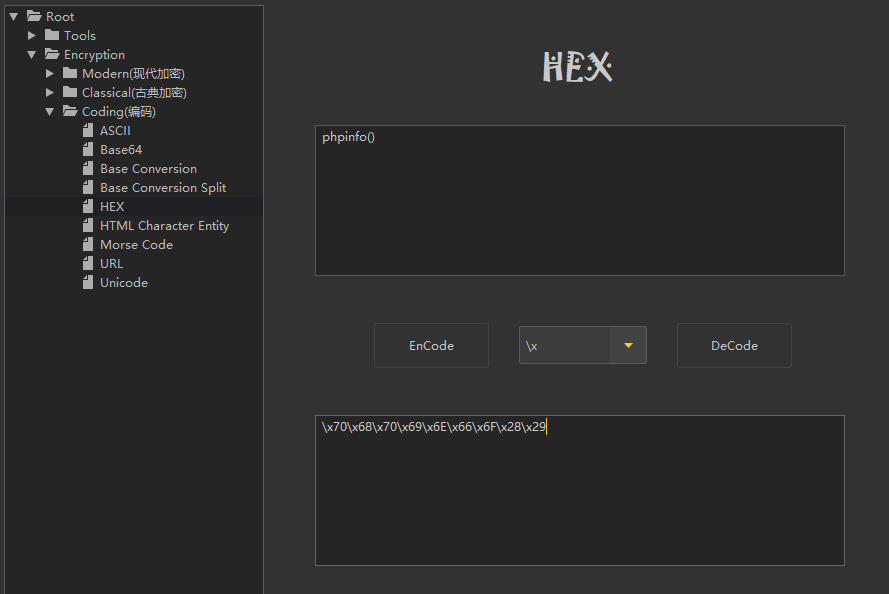 Root
Tools
Encryption
Modern(现代加密)
Classical(古典加密)
Coding(编码)
ASCII
Base64
Base Conversion
Base Conversion Split
HEX
HTML Character Entity
Morse Code
URL
Unicode
HEX
phpinfo()
EnCode
\x
DeCode
\x70\x68\x70\x69\x6E\x66\x6F\x28\x29